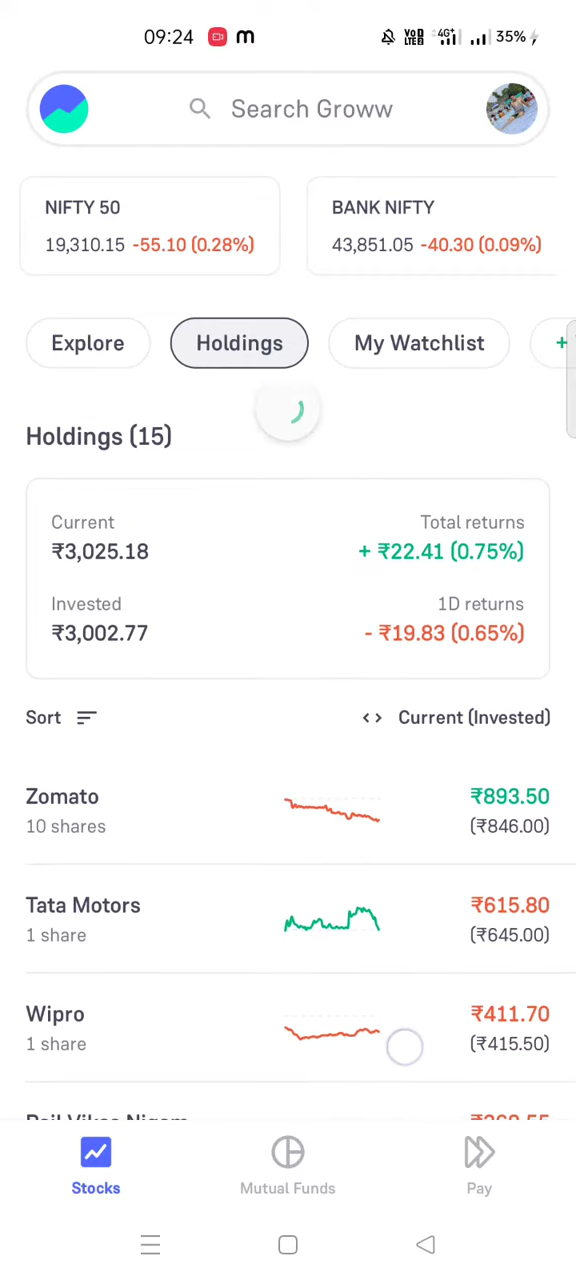 09:24 m VoD LTE2 4G+ 35%
Search Groww
NIFTY 50
19,310.15 -55.10 (0.28%)
BANK NIFTY
43,851.05 -40.30 (0.09%)
Explore Holdings My Watchlist +
Holdings (15)
Current Total returns
₹3,025.18 + ₹22.41 (0.75%)
Invested 1D returns
₹3,002.77 - ₹19.83 (0.65%)
Sort <> Current (Invested)
Zomato ₹893.50
10 shares (₹846.00)
Tata Motors ₹615.80
1 share (₹645.00)
Wipro ₹411.70
1 share (₹415.50)
Stocks Mutual Funds Pay